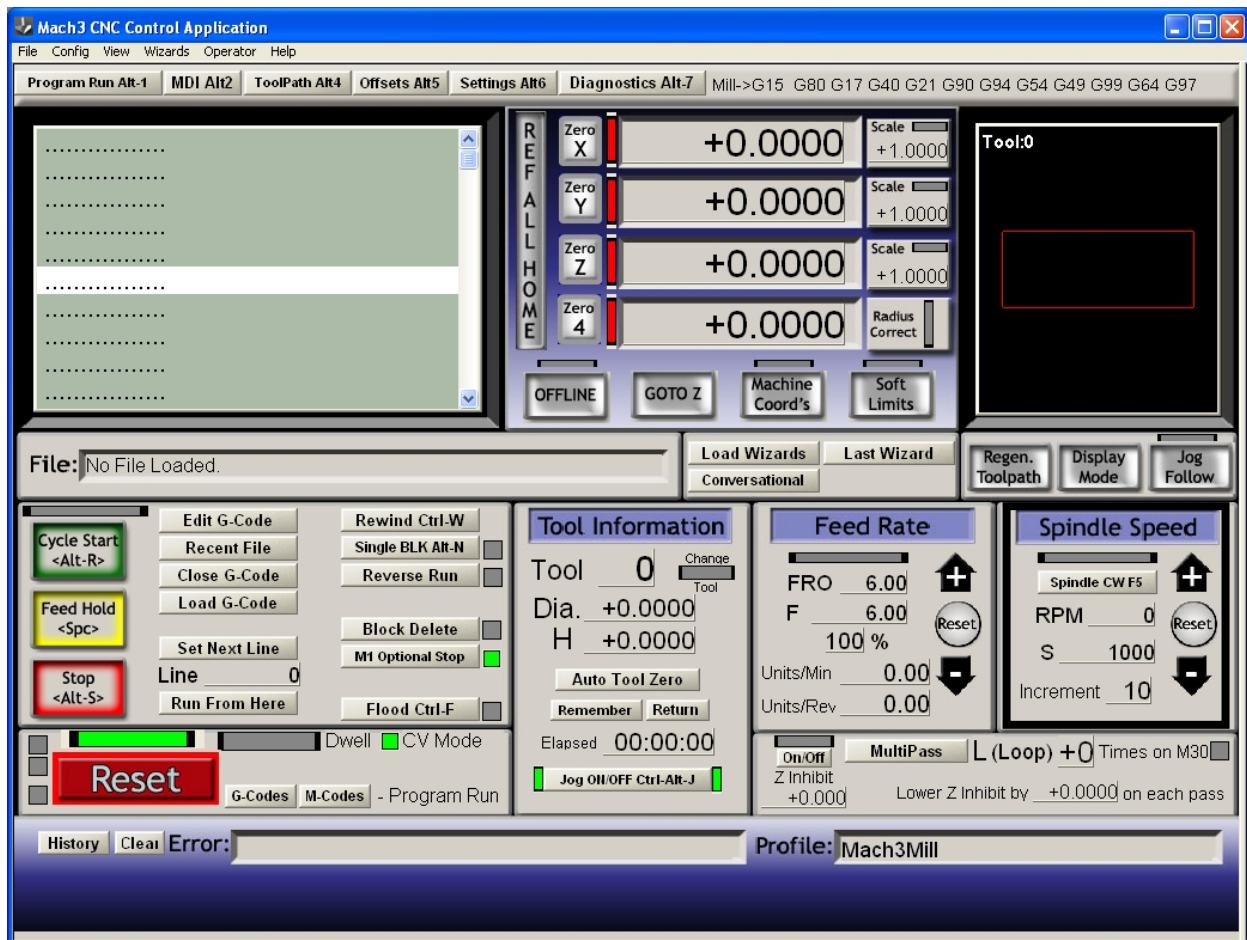 Mach3 CNC Control Application
File Config View Wizards Operator Help
Program Run Alt-1 MDI Alt2 ToolPath Alt4 Offsets Alt5 Settings Alt6 Diagnostics Alt-7 Mill->G15 G80 G17 G40 G21 G90 G94 G54 G49 G99 G64 G97
REF ALL HOME
Zero X +0.0000 Scale +1.0000
Zero Y +0.0000 Scale +1.0000
Zero Z +0.0000 Scale +1.0000
Zero 4 +0.0000 Radius Correct
OFFLINE GOTO Z Machine Coord's Soft Limits
Tool:0
File: No File Loaded.
Load Wizards Last Wizard
Conversational
Regen. Toolpath Display Mode Jog Follow
Cycle Start <Alt-R>
Feed Hold <Spc>
Stop <Alt-S>
Edit G-Code
Recent File
Close G-Code
Load G-Code
Set Next Line
Line 0
Run From Here
Rewind Ctrl-W
Single BLK Alt-N
Reverse Run
Block Delete
M1 Optional Stop
Flood Ctrl-F
Dwell CV Mode
Reset
G-Codes M-Codes - Program Run
Tool Information
Tool 0 Change Tool
Dia. +0.0000
H +0.0000
Auto Tool Zero
Remember Return
Elapsed 00:00:00
Jog ON/OFF Ctrl-Alt-J
Feed Rate
FRO 6.00
F 6.00
100 %
Reset
Units/Min 0.00
Units/Rev 0.00
Spindle Speed
Spindle CW F5
RPM 0
Reset
S 1000
Increment 10
On/Off MultiPass L (Loop) +0 Times on M30
Z Inhibit
+0.000 Lower Z Inhibit by +0.0000 on each pass
History Clear Error:
Profile: Mach3Mill